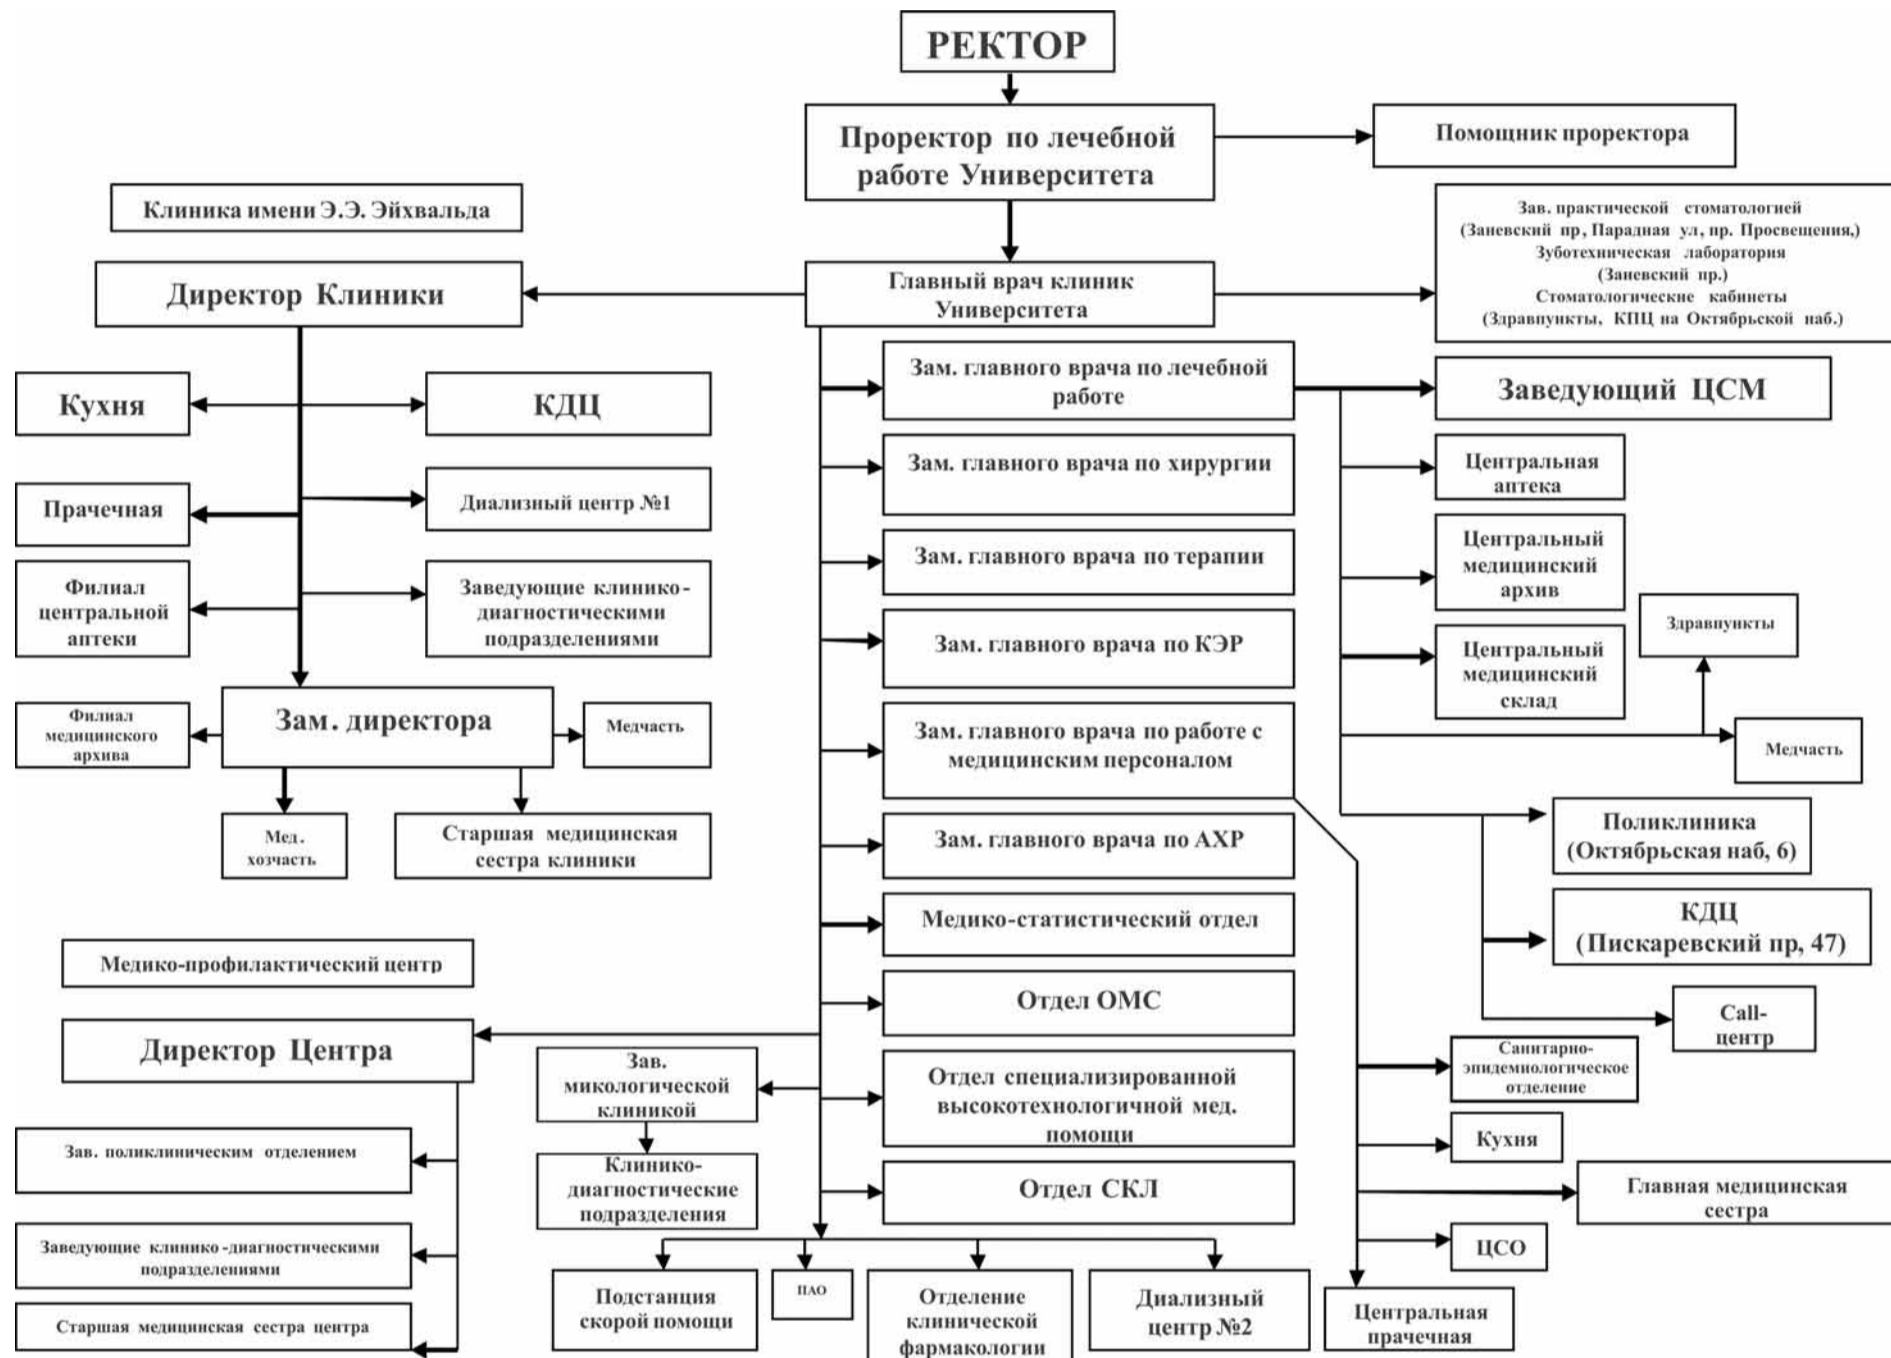 РЕКТОР
Проректор по лечебной
работе Университета
Помощник проректора
Клиника имени Э.Э. Эйхвальда
Зав. практической стоматологией
(Заневский пр, Парадная ул, пр. Просвещения,)
Зуботехническая лаборатория
(Заневский пр.)
Стоматологические кабинеты
(Здравпункты, КПЦ на Октябрьской наб.)
Директор Клиники
Главный врач клиник
Университета
Зам. главного врача по лечебной
работе
Заведующий ЦСМ
Кухня
КДЦ
Зам. главного врача по хирургии
Центральная
аптека
Прачечная
Диализный центр №1
Зам. главного врача по терапии
Центральный
медицинский
архив
Филиал
центральной
аптеки
Заведующие клинико-
диагностическими
подразделениями
Зам. главного врача по КЭР
Центральный
медицинский
склад
Здравпункты
Филиал
медицинского
архива
Зам. директора
Медчасть
Зам. главного врача по работе с
медицинским персоналом
Медчасть
Мед.
хозчасть
Старшая медицинская
сестра клиники
Зам. главного врача по АХР
Поликлиника
(Октябрьская наб, 6)
Медико-статистический отдел
КДЦ
(Пискаревский пр, 47)
Медико-профилактический центр
Отдел ОМС
Call-
центр
Директор Центра
Зав.
микологической
клиникой
Отдел специализированной
высокотехнологичной мед.
помощи
Санитарно-
эпидемиологическое
отделение
Кухня
Зав. поликлиническим отделением
Клинико-
диагностические
подразделения
Отдел СКЛ
Главная медицинская
сестра
Заведующие клинико-диагностическими
подразделениями
ЦСО
Старшая медицинская сестра центра
Подстанция
скорой помощи
ПАО
Отделение
клинической
фармакологии
Диализный
центр №2
Центральная
прачечная